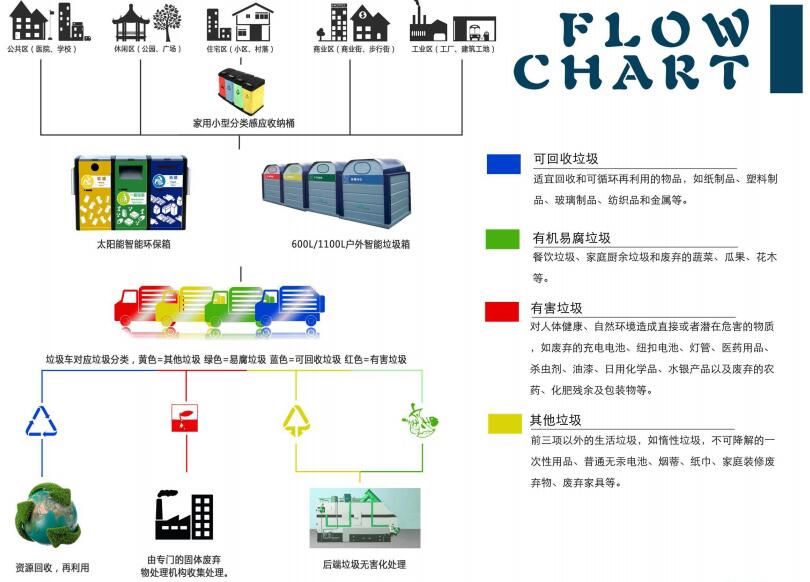 FLOW
CHART
公共区（医院、学校）
休闲区（公园、广场）
住宅区（小区、村落）
商业区（商业街、步行街）
工业区（工厂、建筑工地）
家用小型分类感应收纳桶
太阳能智能环保箱
600L/1100L户外智能垃圾箱
垃圾车对应垃圾分类，黄色=其他垃圾 绿色=易腐垃圾 蓝色=可回收垃圾 红色=有害垃圾
资源回收，再利用
由专门的固体废弃
物处理机构收集处理。
后端垃圾无害化处理
可回收垃圾
适宜回收和可循环再利用的物品，如纸制品、塑料制
品、玻璃制品、纺织品和金属等。
有机易腐垃圾
餐饮垃圾、家庭厨余垃圾和废弃的蔬菜、瓜果、花木
等。
有害垃圾
对人体健康、自然环境造成直接或者潜在危害的物质
，如废弃的充电电池、纽扣电池、灯管、医药用品、
杀虫剂、油漆、日用化学品、水银产品以及废弃的农
药、化肥残余及包装物等。
其他垃圾
前三项以外的生活垃圾，如惰性垃圾，不可降解的一
次性用品、普通无汞电池、烟蒂、纸巾、家庭装修废
弃物、废弃家具等。